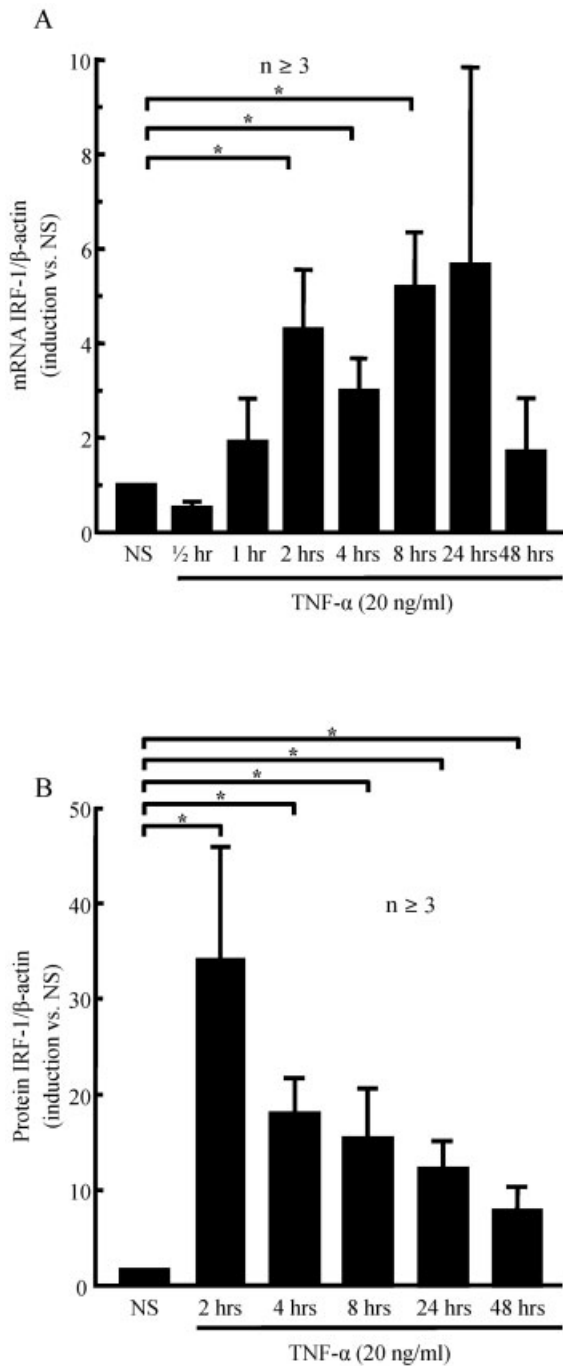 A
n ≥ 3
*
*
*
10
8
6
4
2
0
mRNA IRF-1/β-actin
(induction vs. NS)
NS ½ hr 1 hr 2 hrs 4 hrs 8 hrs 24 hrs 48 hrs
TNF-α (20 ng/ml)
B
*
*
*
*
*
n ≥ 3
50
40
30
20
10
0
Protein IRF-1/β-actin
(induction vs. NS)
NS 2 hrs 4 hrs 8 hrs 24 hrs 48 hrs
TNF-α (20 ng/ml)